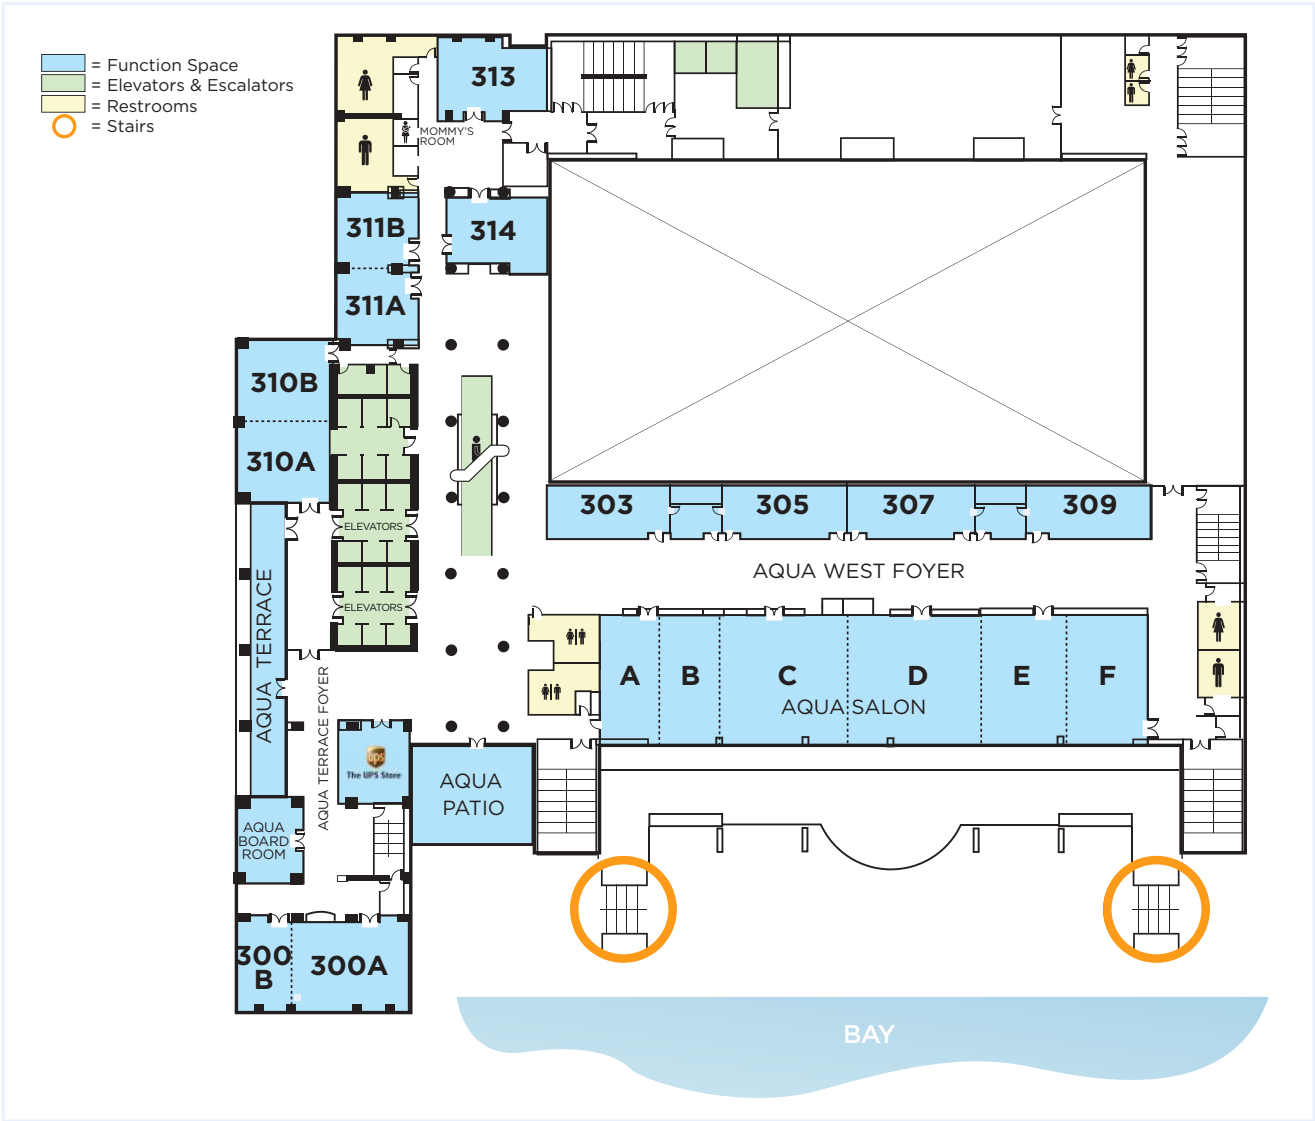 = Function Space
= Elevators & Escalators
= Restrooms
= Stairs
313
MOMMY'S
ROOM
311B
314
311A
310B
310A
303
305
307
309
ELEVATORS
AQUA WEST FOYER
ELEVATORS
AQUA TERRACE
A
B
C
D
E
F
AQUA SALON
AQUA TERRACE FOYER
ups
The UPS Store
AQUA
PATIO
AQUA
BOARD
ROOM
300
B
300A
BAY